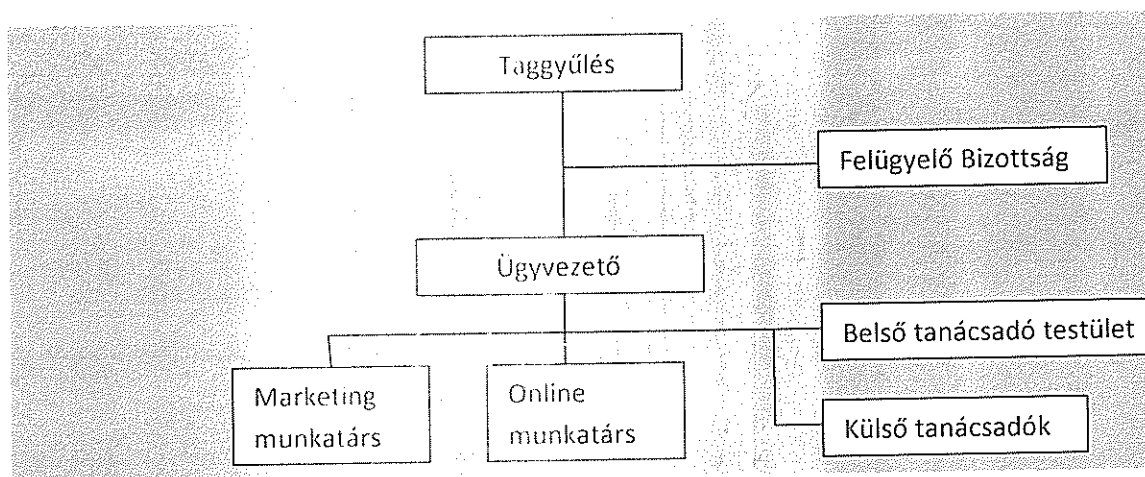 Taggyűlés
Felügyelő Bizottság
Ügyvezető
Belső tanácsadó testület
Marketing
munkatárs
Online
munkatárs
Külső tanácsadók